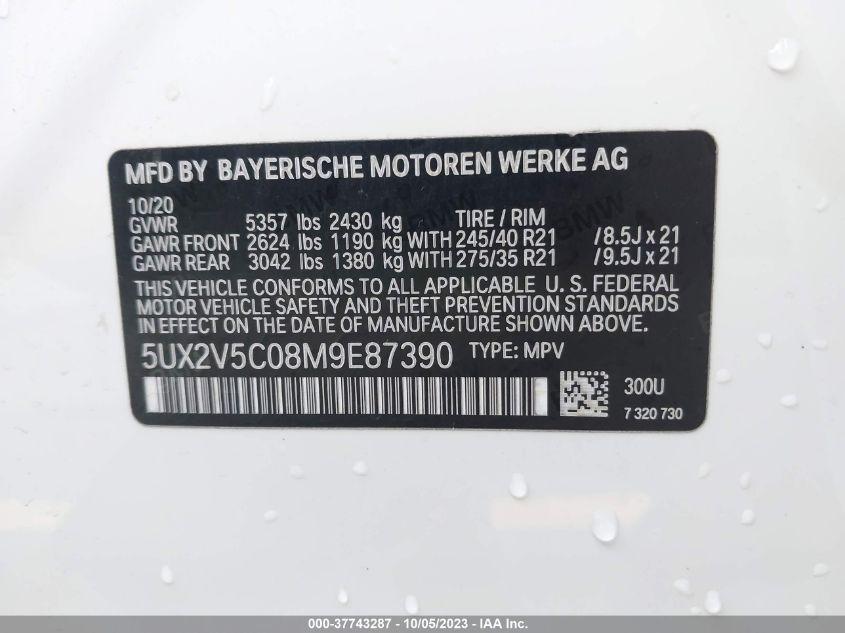 MFD BY BAYERISCHE MOTOREN WERKE AG
10/20
GVWR 5357 lbs 2430 kg TIRE / RIM
GAWR FRONT 2624 lbs 1190 kg WITH 245/40 R21 /8.5J x 21
GAWR REAR 3042 lbs 1380 kg WITH 275/35 R21 /9.5J x 21
THIS VEHICLE CONFORMS TO ALL APPLICABLE U. S. FEDERAL
MOTOR VEHICLE SAFETY AND THEFT PREVENTION STANDARDS
IN EFFECT ON THE DATE OF MANUFACTURE SHOWN ABOVE.
5UX2V5C08M9E87390 TYPE: MPV
300U
7 320 730
000-37743287 - 10/05/2023 - IAA Inc.